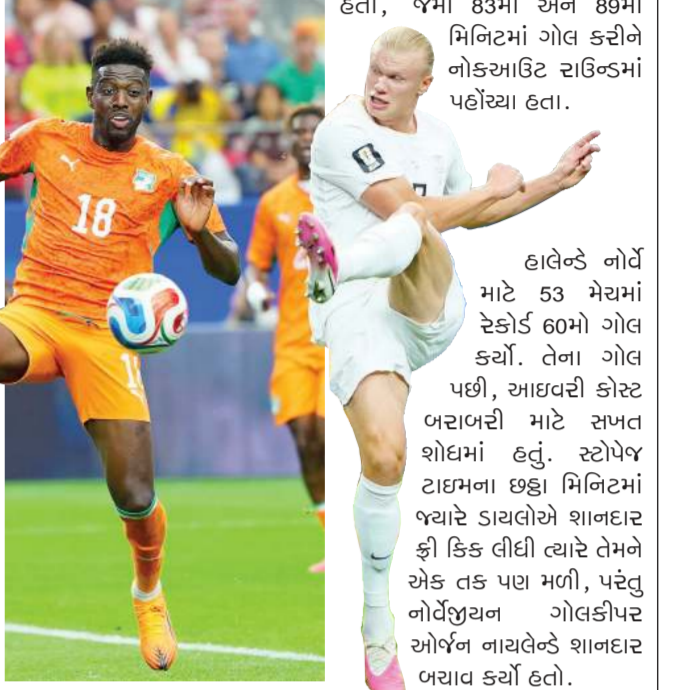 હતા, જેમાં 83મી અને 89મી
મિનિટમાં ગોલ કરીને
નોકઆઉટ રાઉન્ડમાં
પહોંચ્યા હતા.
હાલેન્ડે નોર્વે
માટે 53 મેચમાં
રેકોર્ડ 60મો ગોલ
કર્યો. તેના ગોલ
પછી, આઇવરી કોસ્ટ
બરાબરી માટે સખત
શોધમાં હતું. સ્ટોપેજ
ટાઇમના છઠ્ઠા મિનિટમાં
જ્યારે ડાયલોએ શાનદાર
ફ્રી કિક લીધી ત્યારે તેમને
એક તક પણ મળી, પરંતુ
નોર્વેજીયન ગોલકીપર
ઓર્જન નાયલેન્ડે શાનદાર
બચાવ કર્યો હતો.
18
18